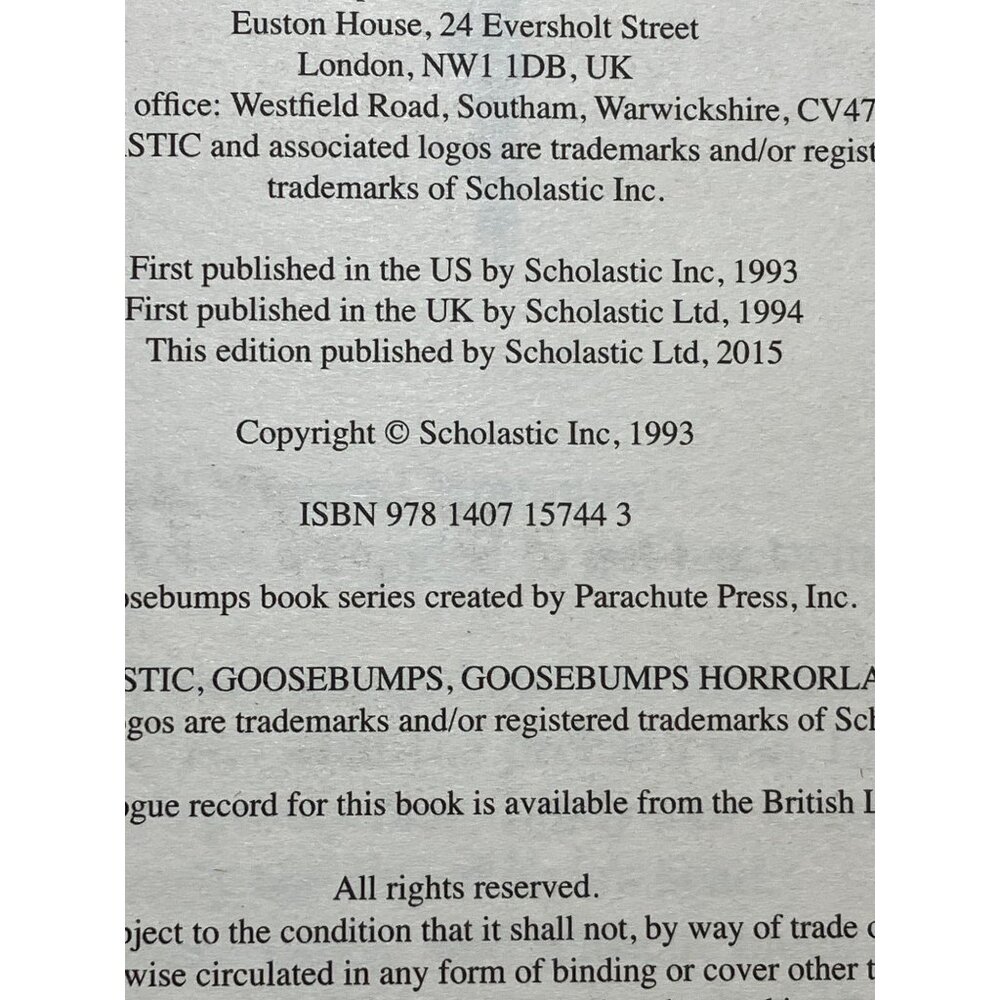 Euston House, 24 Eversholt Street
London, NW1 1DB, UK
office: Westfield Road, Southam, Warwickshire, CV47
STIC and associated logos are trademarks and/or regist
trademarks of Scholastic Inc.
First published in the US by Scholastic Inc, 1993
First published in the UK by Scholastic Ltd, 1994
This edition published by Scholastic Ltd, 2015
Copyright © Scholastic Inc, 1993
ISBN 978 1407 15744 3
osebumps book series created by Parachute Press, Inc.
STIC, GOOSEBUMPS, GOOSEBUMPS HORRORLA
gos are trademarks and/or registered trademarks of Sch
ogue record for this book is available from the British L
All rights reserved.
bject to the condition that it shall not, by way of trade o
wise circulated in any form of binding or cover other t